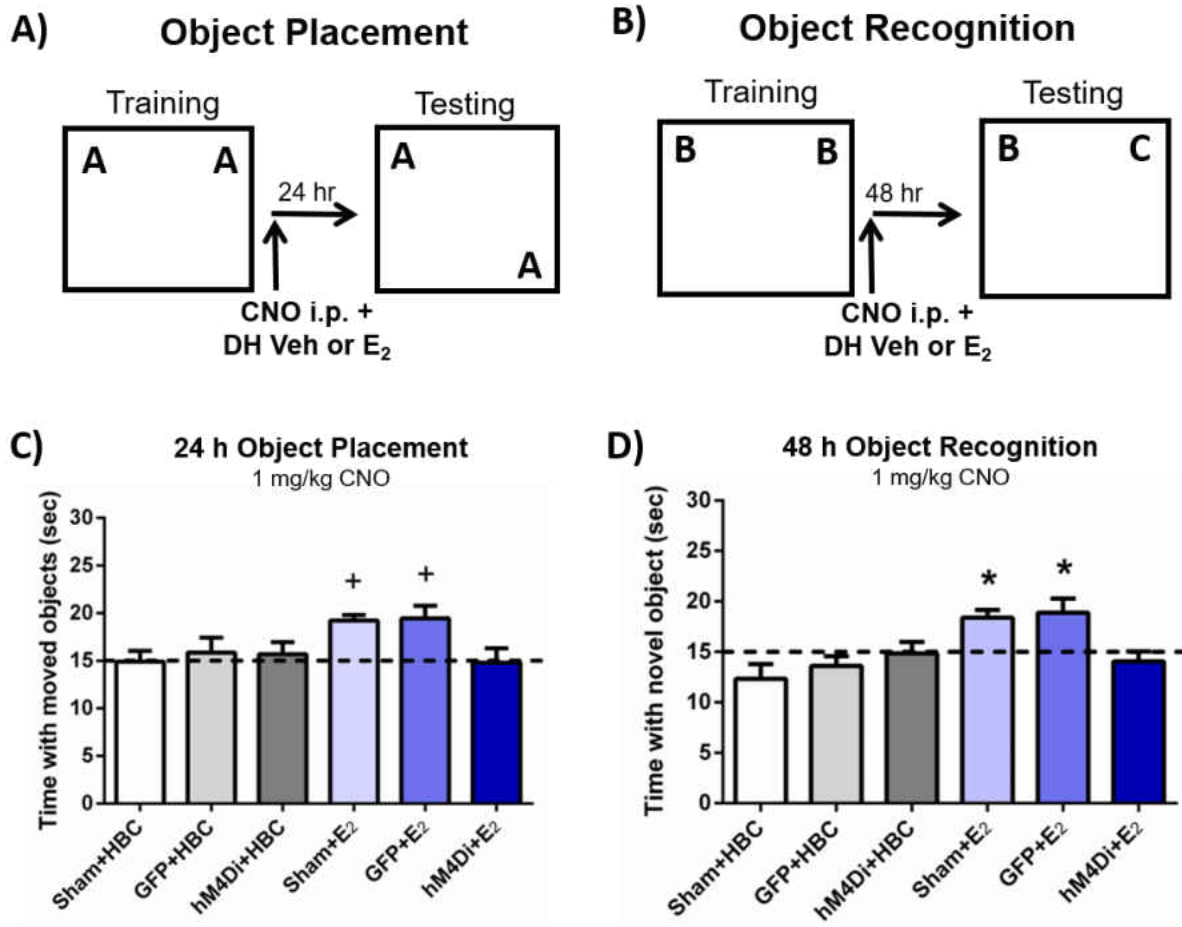 A)
Object Placement
Training
Testing
A
A
A
A
24 hr
CNO i.p. +
DH Veh or E₂
B)
Object Recognition
Training
Testing
B
B
B
C
48 hr
CNO i.p. +
DH Veh or E₂
C)
24 h Object Placement
1 mg/kg CNO
Time with moved objects (sec)
30
25
20
15
10
5
0
+
+
Sham+HBC
GFP+HBC
hM4Di+HBC
Sham+E₂
GFP+E₂
hM4Di+E₂
D)
48 h Object Recognition
1 mg/kg CNO
Time with novel object (sec)
30
25
20
15
10
5
0
*
*
Sham+HBC
GFP+HBC
hM4Di+HBC
Sham+E₂
GFP+E₂
hM4Di+E₂